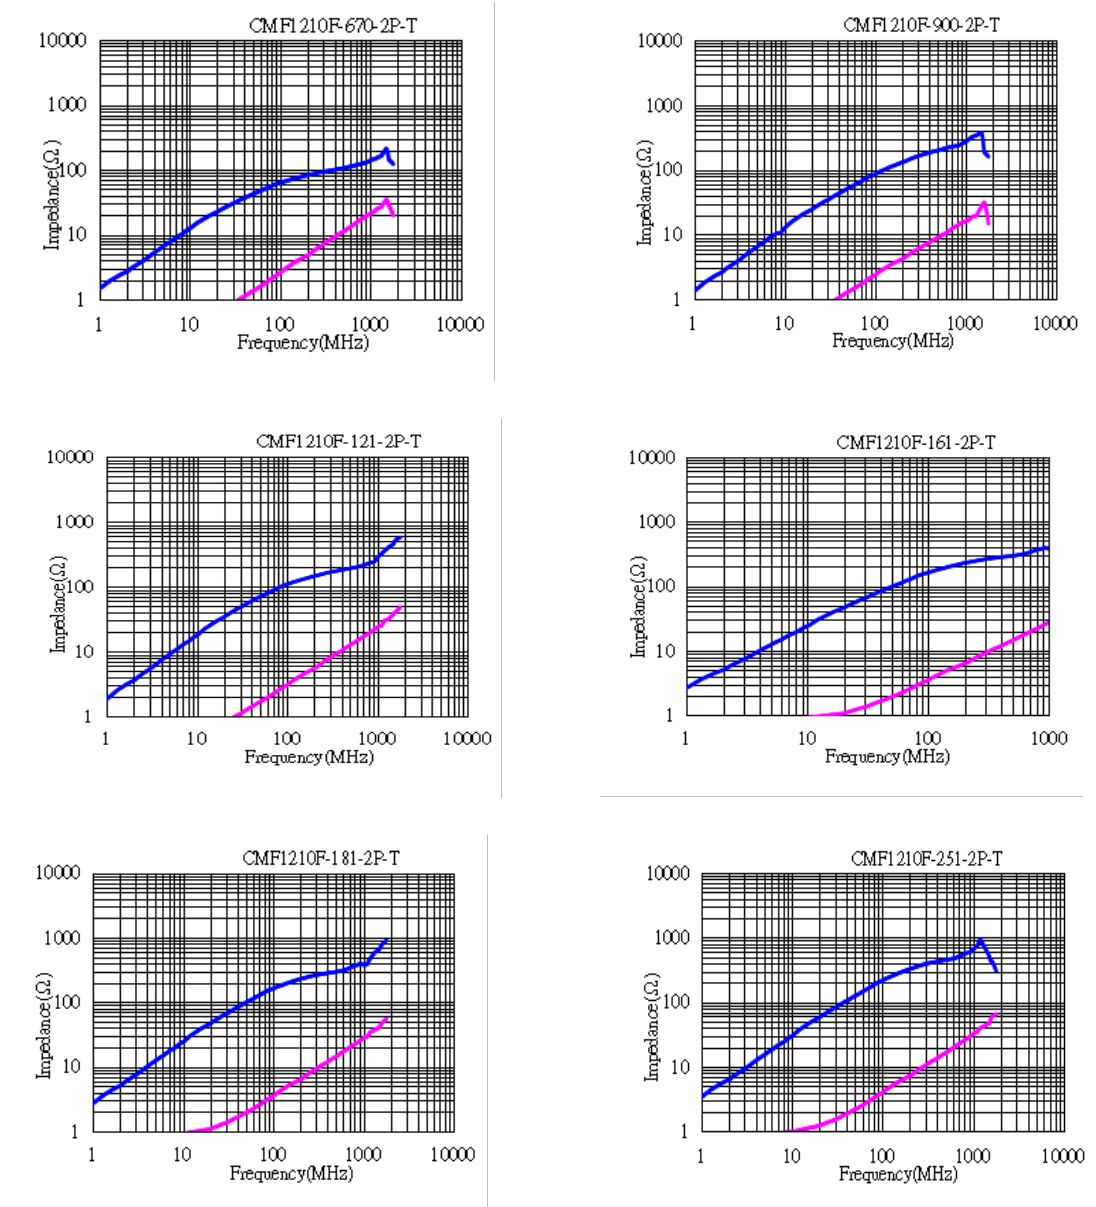 CMF1210F-670-2P-T
10000
1000
100
10
1
Impedance(Ω)
1 10 100 1000 10000
Frequency(MHz)
CMF1210F-900-2P-T
10000
1000
100
10
1
Impedance(Ω)
1 10 100 1000 10000
Frequency(MHz)
CMF1210F-121-2P-T
10000
1000
100
10
1
Impedance(Ω)
1 10 100 1000 10000
Frequency(MHz)
CMF1210F-161-2P-T
10000
1000
100
10
1
Impedance(Ω)
1 10 100 1000
Frequency(MHz)
CMF1210F-181-2P-T
10000
1000
100
10
1
Impedance(Ω)
1 10 100 1000 10000
Frequency(MHz)
CMF1210F-251-2P-T
10000
1000
100
10
1
Impedance(Ω)
1 10 100 1000 10000
Frequency(MHz)